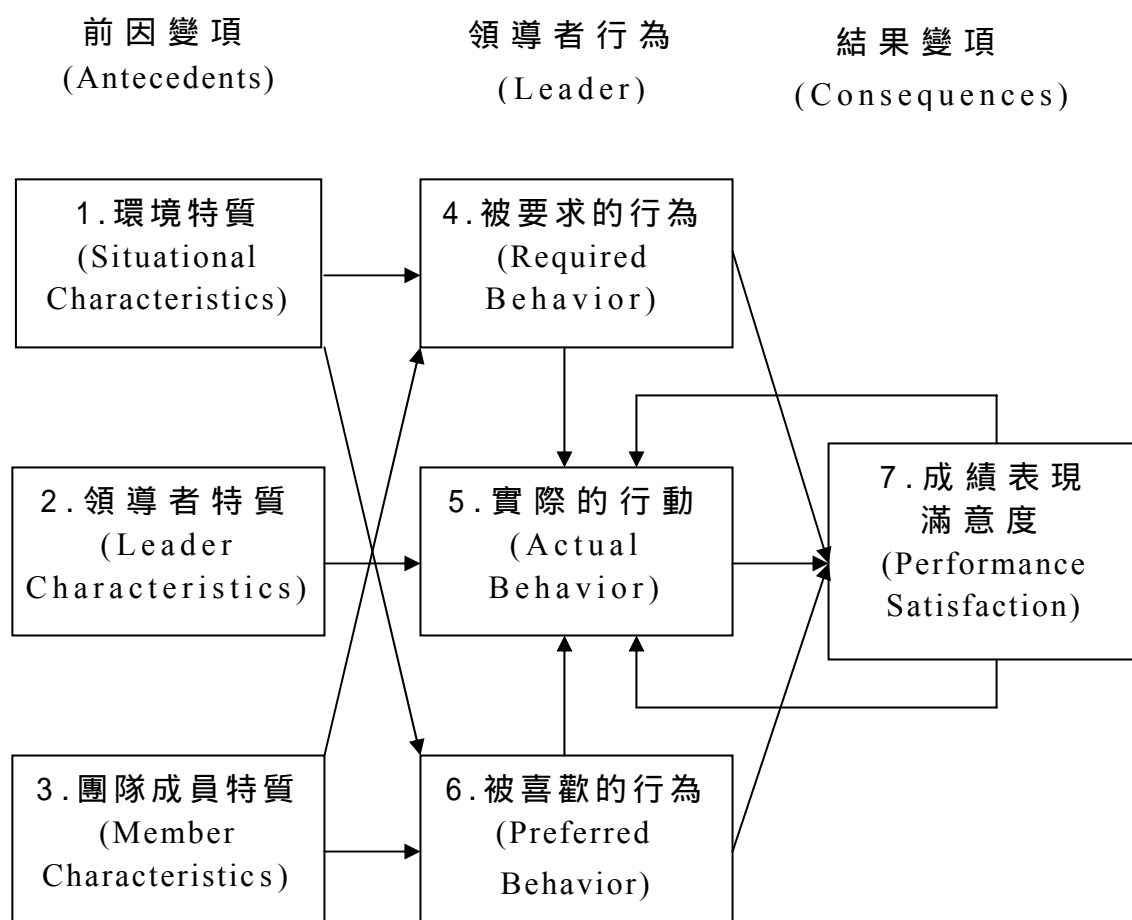 前因變項
(Antecedents)
領導者行為
(Leader)
結果變項
(Consequences)
1.環境特質
(Situational
Characteristics)
4.被要求的行為
(Required
Behavior)
2.領導者特質
(Leader
Characteristics)
5.實際的行動
(Actual
Behavior)
7.成績表現
滿意度
(Performance
Satisfaction)
3.團隊成員特質
(Member
Characteristics)
6.被喜歡的行為
(Preferred
Behavior)